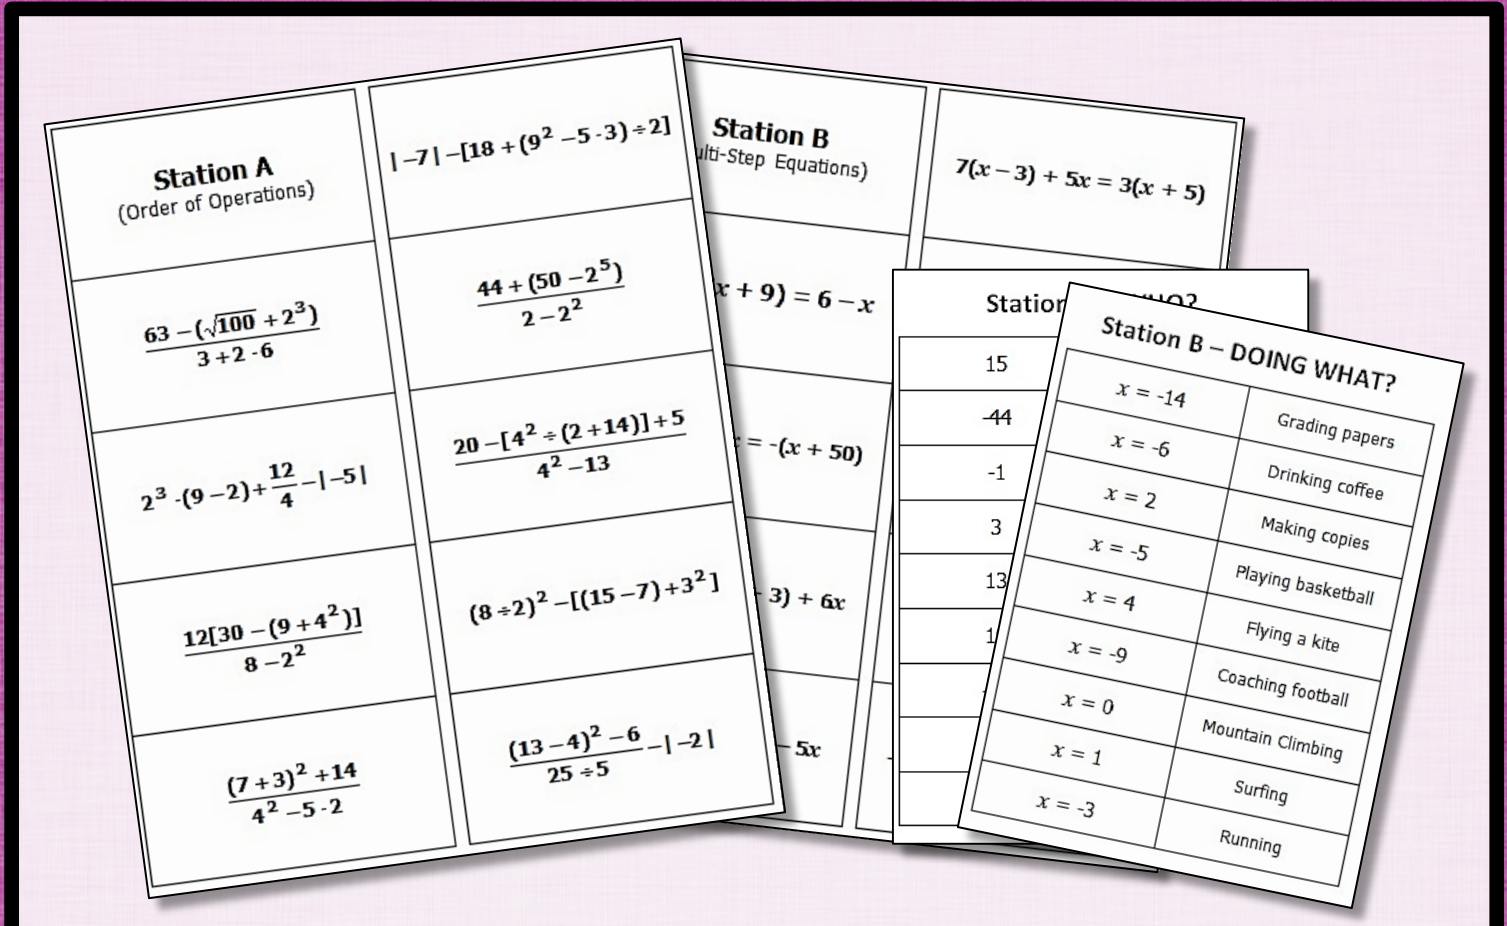 Station A
(Order of Operations)
|−7|−[18+(9² −5·3)÷2]
63−(√100 +2³)
3+2·6
44+(50−2⁵)
2−2²
2³ ·(9−2)+12/4−|−5|
20−[4² ÷(2+14)]+5
4² −13
12[30−(9+4²)]
8−2²
(8÷2)² −[(15−7)+3²]
(7+3)² +14
4² −5·2
(13−4)² −6
25÷5
−|−2|
Station B
Equations)
7(x − 3) + 5x = 3(x + 5)
x + 9) = 6 − x
= -(x + 50)
3) + 6x
− 5x
Station
15
-44
-1
3
13
Station B – DOING WHAT?
x = -14 Grading papers
x = -6 Drinking coffee
x = 2 Making copies
x = -5 Playing basketball
x = 4 Flying a kite
x = -9 Coaching football
x = 0 Mountain Climbing
x = 1 Surfing
x = -3 Running